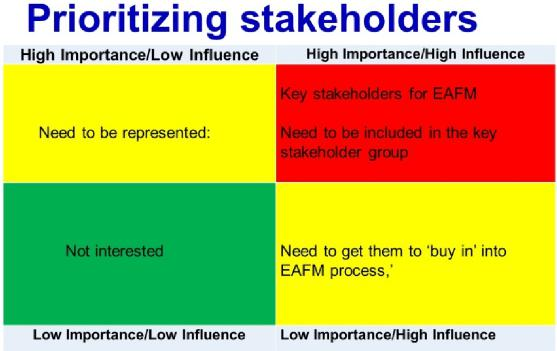 Prioritizing stakeholders
High Importance/Low Influence
High Importance/High Influence
Need to be represented:
Key stakeholders for EAFM
Need to be included in the key
stakeholder group
Not interested
Need to get them to ‘buy in’ into
EAFM process,’
Low Importance/Low Influence
Low Importance/High Influence